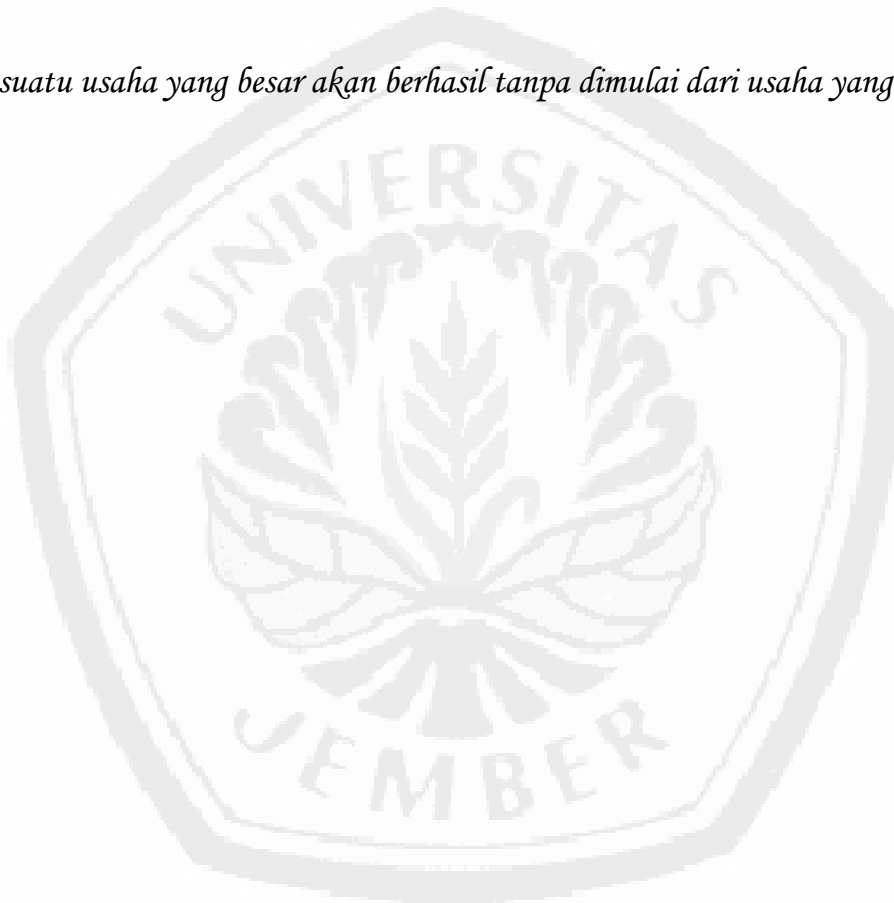 suatu usaha yang besar akan berhasil tanpa dimulai dari usaha yang
UNIVERSITAS
JEMBER